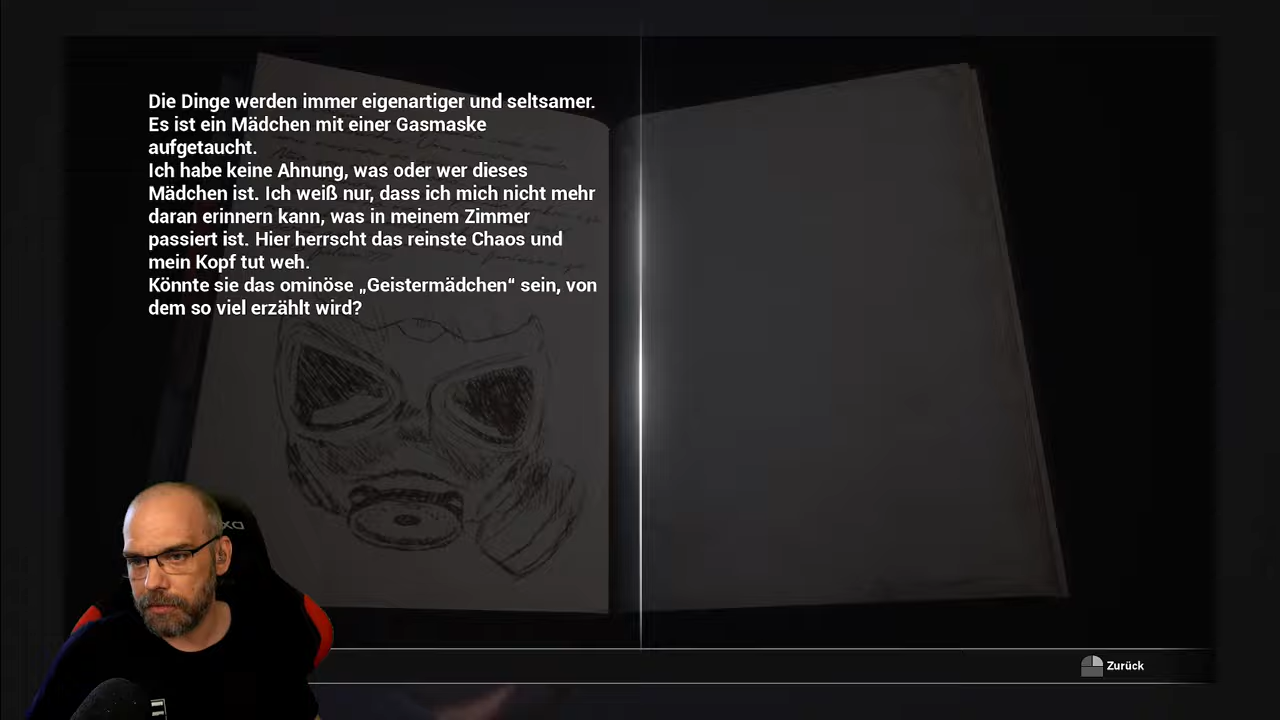 Die Dinge werden immer eigenartiger und seltsamer.
Es ist ein Mädchen mit einer Gasmaske
aufgetaucht.
Ich habe keine Ahnung, was oder wer dieses
Mädchen ist. Ich weiß nur, dass ich mich nicht mehr
daran erinnern kann, was in meinem Zimmer
passiert ist. Hier herrscht das reinste Chaos und
mein Kopf tut weh.
Könnte sie das ominöse „Geistermädchen“ sein, von
dem so viel erzählt wird?
Zurück